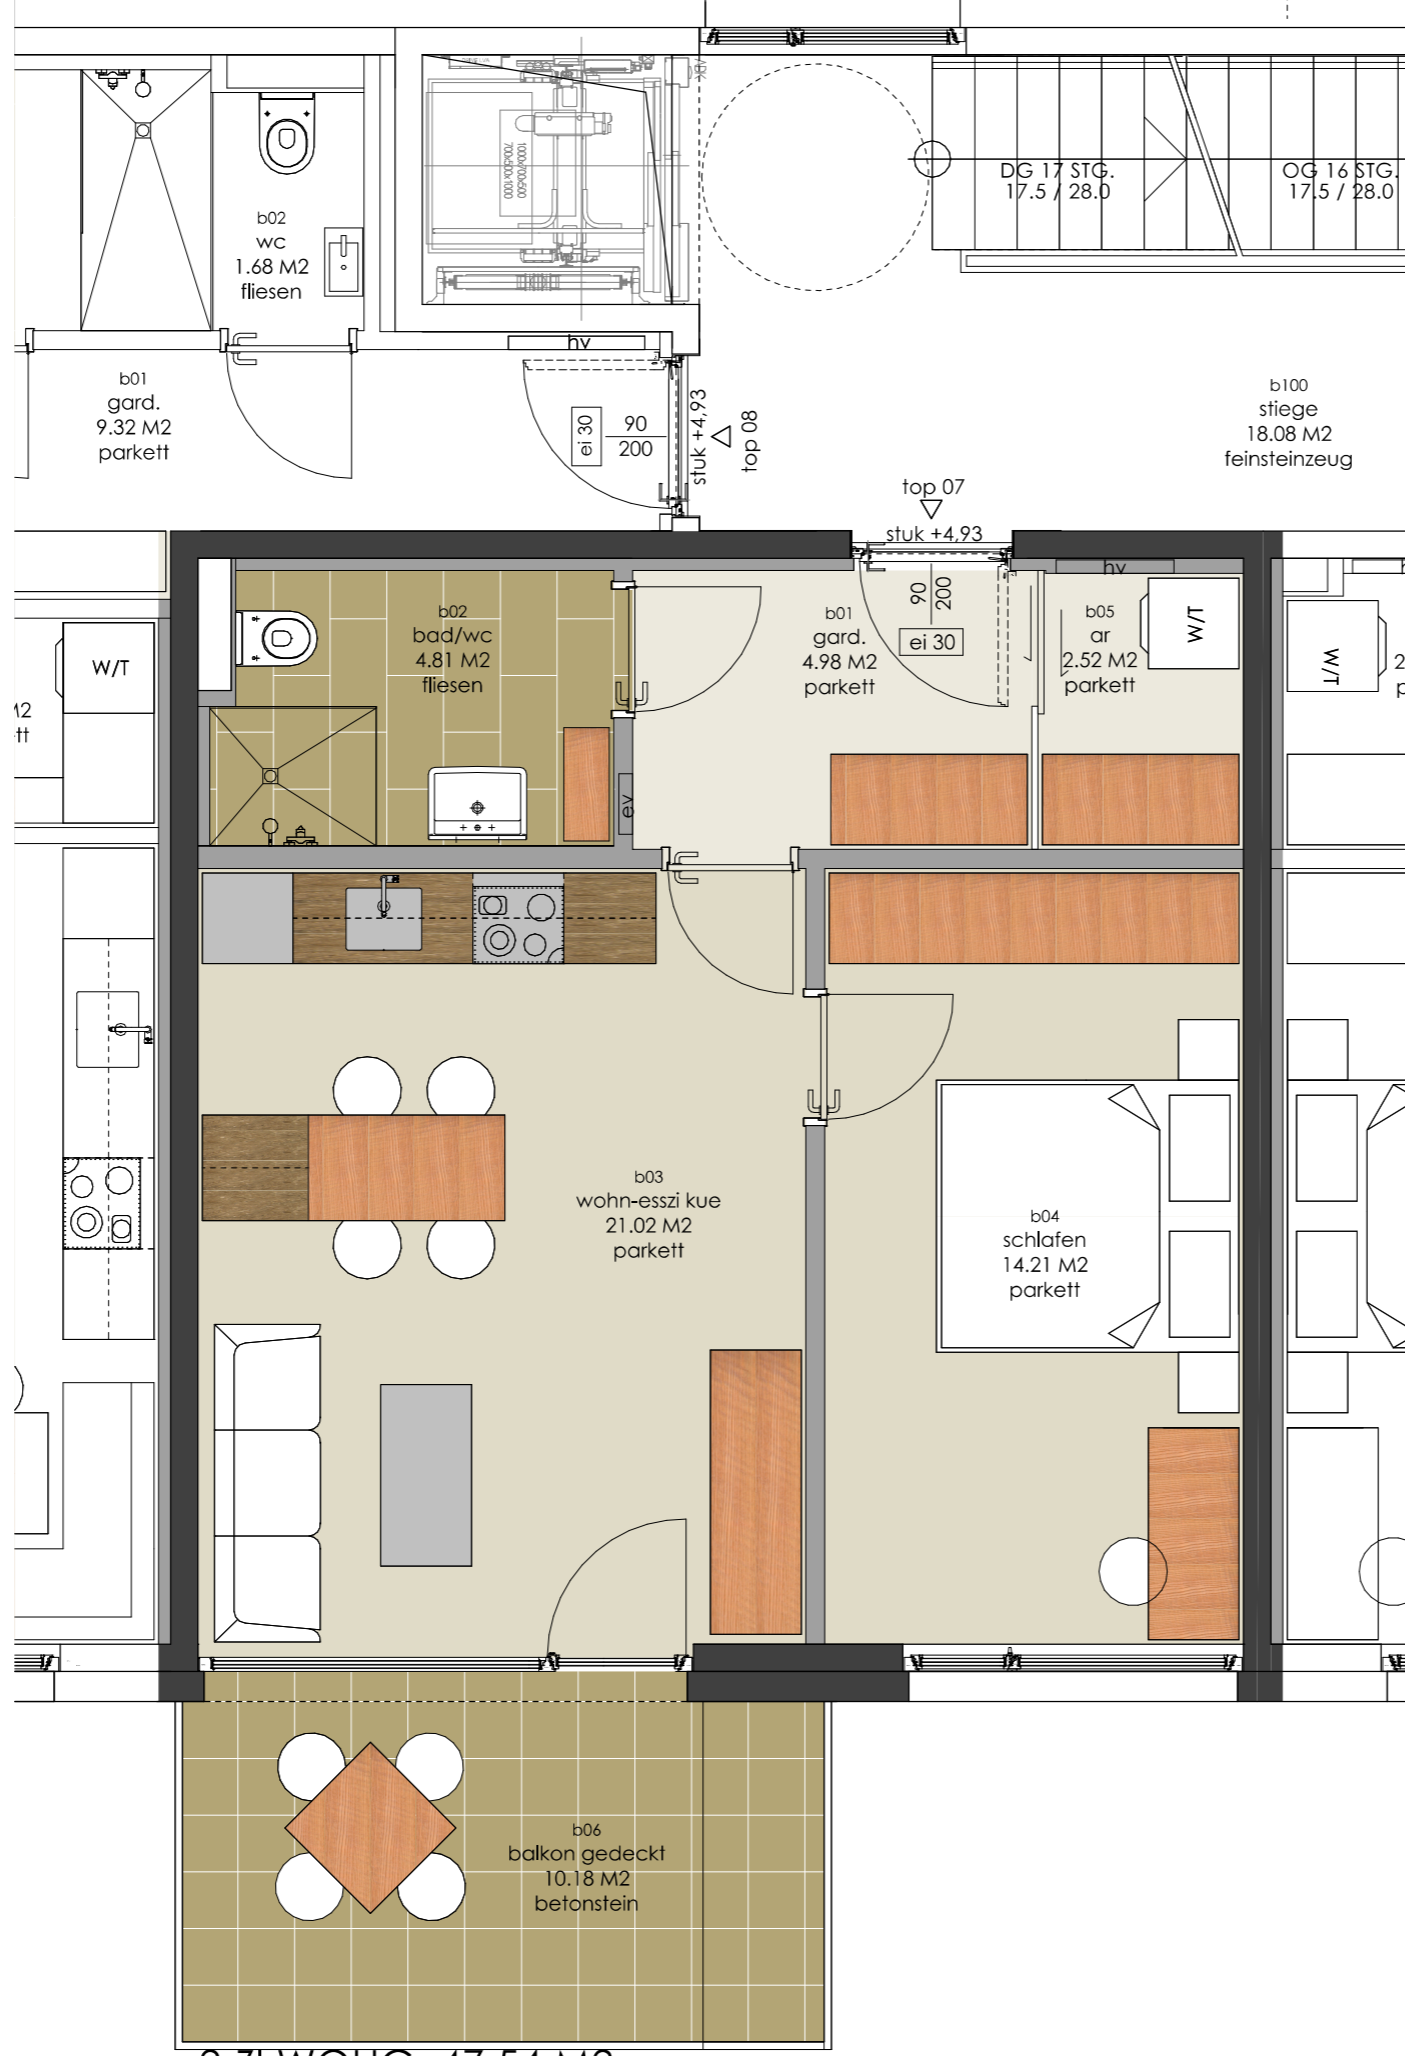 DG 17 STG.
17.5 / 28.0
OG 16 STG.
17.5 / 28.0
1000x700x500
700x500x1000
b02
wc
1.68 M2
fliesen
hv
b01
gard.
9.32 M2
parkett
ei 30
90
200
stuk +4,93
top 08
b100
stiege
18.08 M2
feinsteinzeug
top 07
stuk +4,93
hv
90
200
ei 30
b02
bad/wc
4.81 M2
fliesen
b01
gard.
4.98 M2
parkett
b05
ar
2.52 M2
parkett
W/T
W/T
W/T
ev
b03
wohn-esszi kue
21.02 M2
parkett
b04
schlafen
14.21 M2
parkett
b06
balkon gedeckt
10.18 M2
betonstein